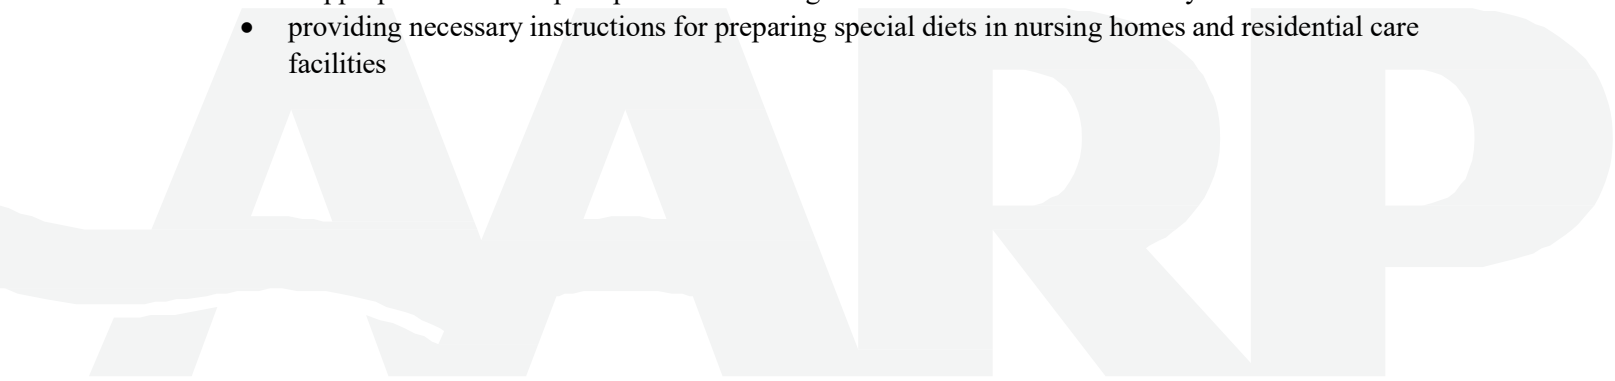 • providing necessary instructions for preparing special diets in nursing homes and residential care
facilities
AARP